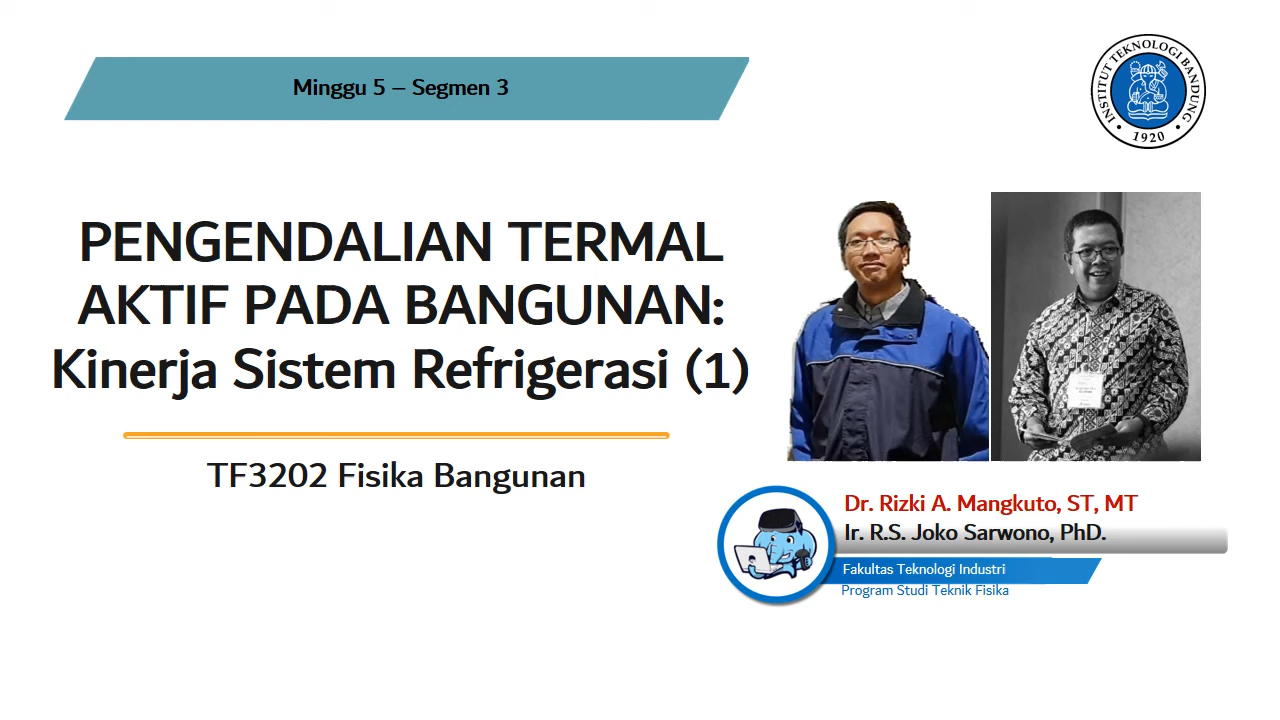 Minggu 5 – Segmen 3
INSTITUT TEKNOLOGI BANDUNG
1920
PENGENDALIAN TERMAL
AKTIF PADA BANGUNAN:
Kinerja Sistem Refrigerasi (1)
TF3202 Fisika Bangunan
Dr. Rizki A. Mangkuto, ST, MT
Ir. R.S. Joko Sarwono, PhD.
Fakultas Teknologi Industri
Program Studi Teknik Fisika